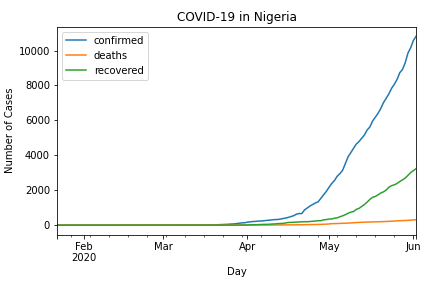 COVID-19 in Nigeria
confirmed
deaths
recovered
Number of Cases
10000
8000
6000
4000
2000
0
Feb Mar Apr May Jun
2020
Day